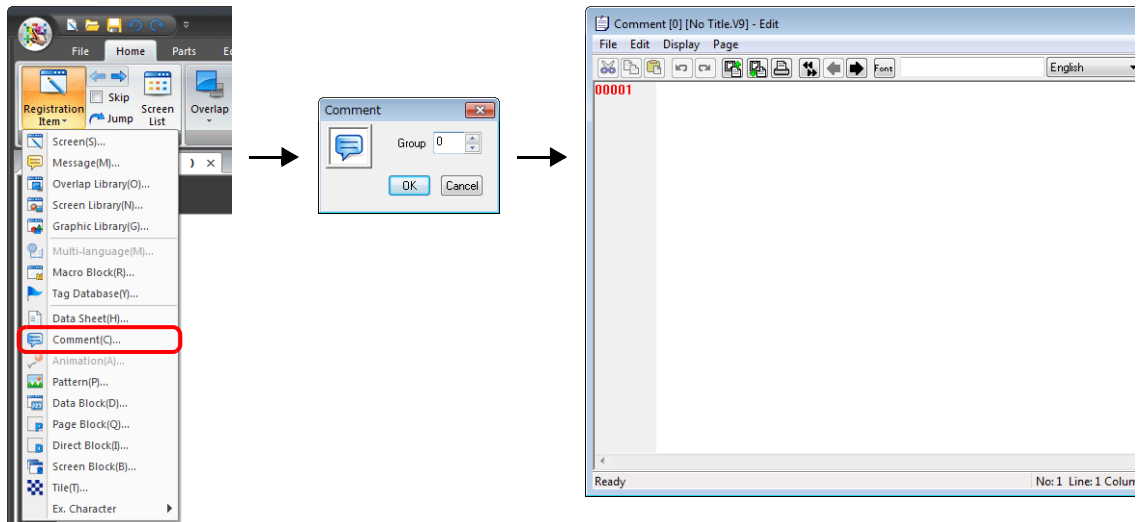 File Home Parts
Skip
Registration Item
Jump
Screen List
Overlap
Screen(S)...
Message(M)...
Overlap Library(O)...
Screen Library(N)...
Graphic Library(G)...
Multi-language(M)...
Macro Block(R)...
Tag Database(Y)...
Data Sheet(H)...
Comment(C)...
Animation(A)...
Pattern(P)...
Data Block(D)...
Page Block(Q)...
Direct Block(I)...
Screen Block(B)...
Tile(T)...
Ex. Character
Comment
Group 0
OK Cancel
Comment [0] [No Title.V9] - Edit
File Edit Display Page
Font English
00001
Ready No: 1 Line: 1 Colum